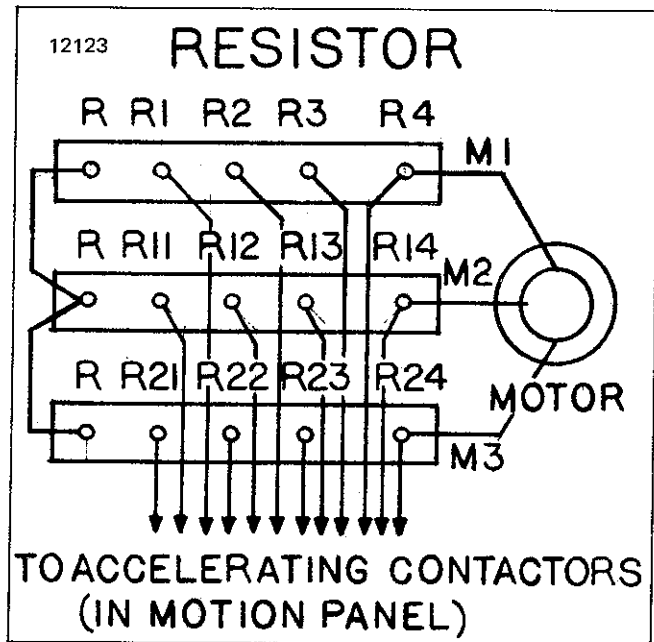 12123 RESISTOR
R R1 R2 R3 R4
M1
R R11 R12 R13 R14
M2
R R21 R22 R23 R24
MOTOR
M3
TO ACCELERATING CONTACTORS
(IN MOTION PANEL)